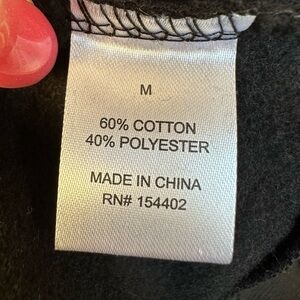 M
60% COTTON
40% POLYESTER
MADE IN CHINA
RN# 154402